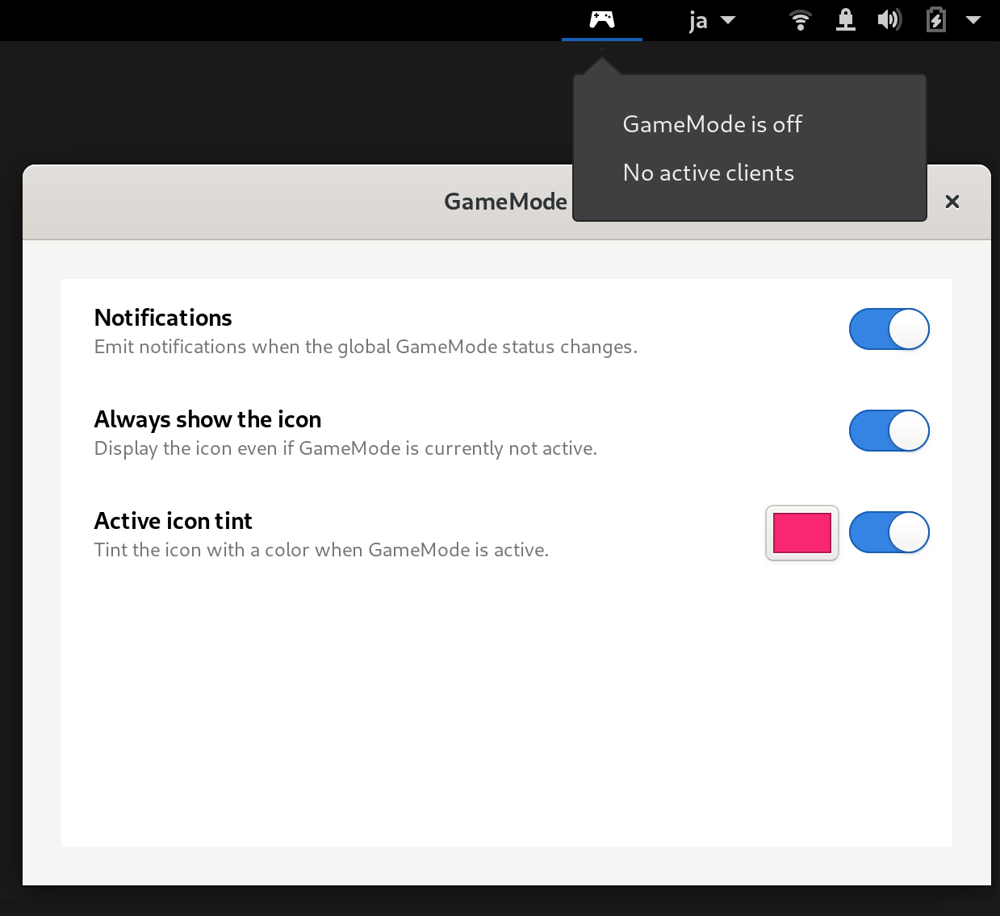 ja
GameMode is off
No active clients
GameMode
Notifications
Emit notifications when the global GameMode status changes.
Always show the icon
Display the icon even if GameMode is currently not active.
Active icon tint
Tint the icon with a color when GameMode is active.